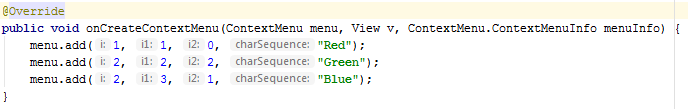 @Override
public void onCreateContextMenu(ContextMenu menu, View v, ContextMenu.ContextMenuInfo menuInfo) {
menu.add( i: 1, i1: 1, i2: 0, charSequence: "Red");
menu.add( i: 2, i1: 2, i2: 2, charSequence: "Green");
menu.add( i: 2, i1: 3, i2: 1, charSequence: "Blue");
}